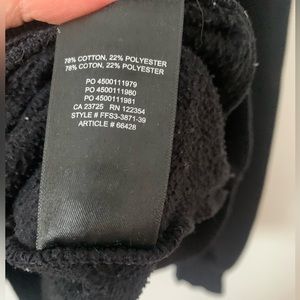 78% COTTON, 22% POLYESTER
78% COTON, 22% POLYESTER
PO 4500111979
PO 4500111980
PO 4500111981
CA 23725 RN 122354
STYLE # FFS3-3871-39
ARTICLE # 68428